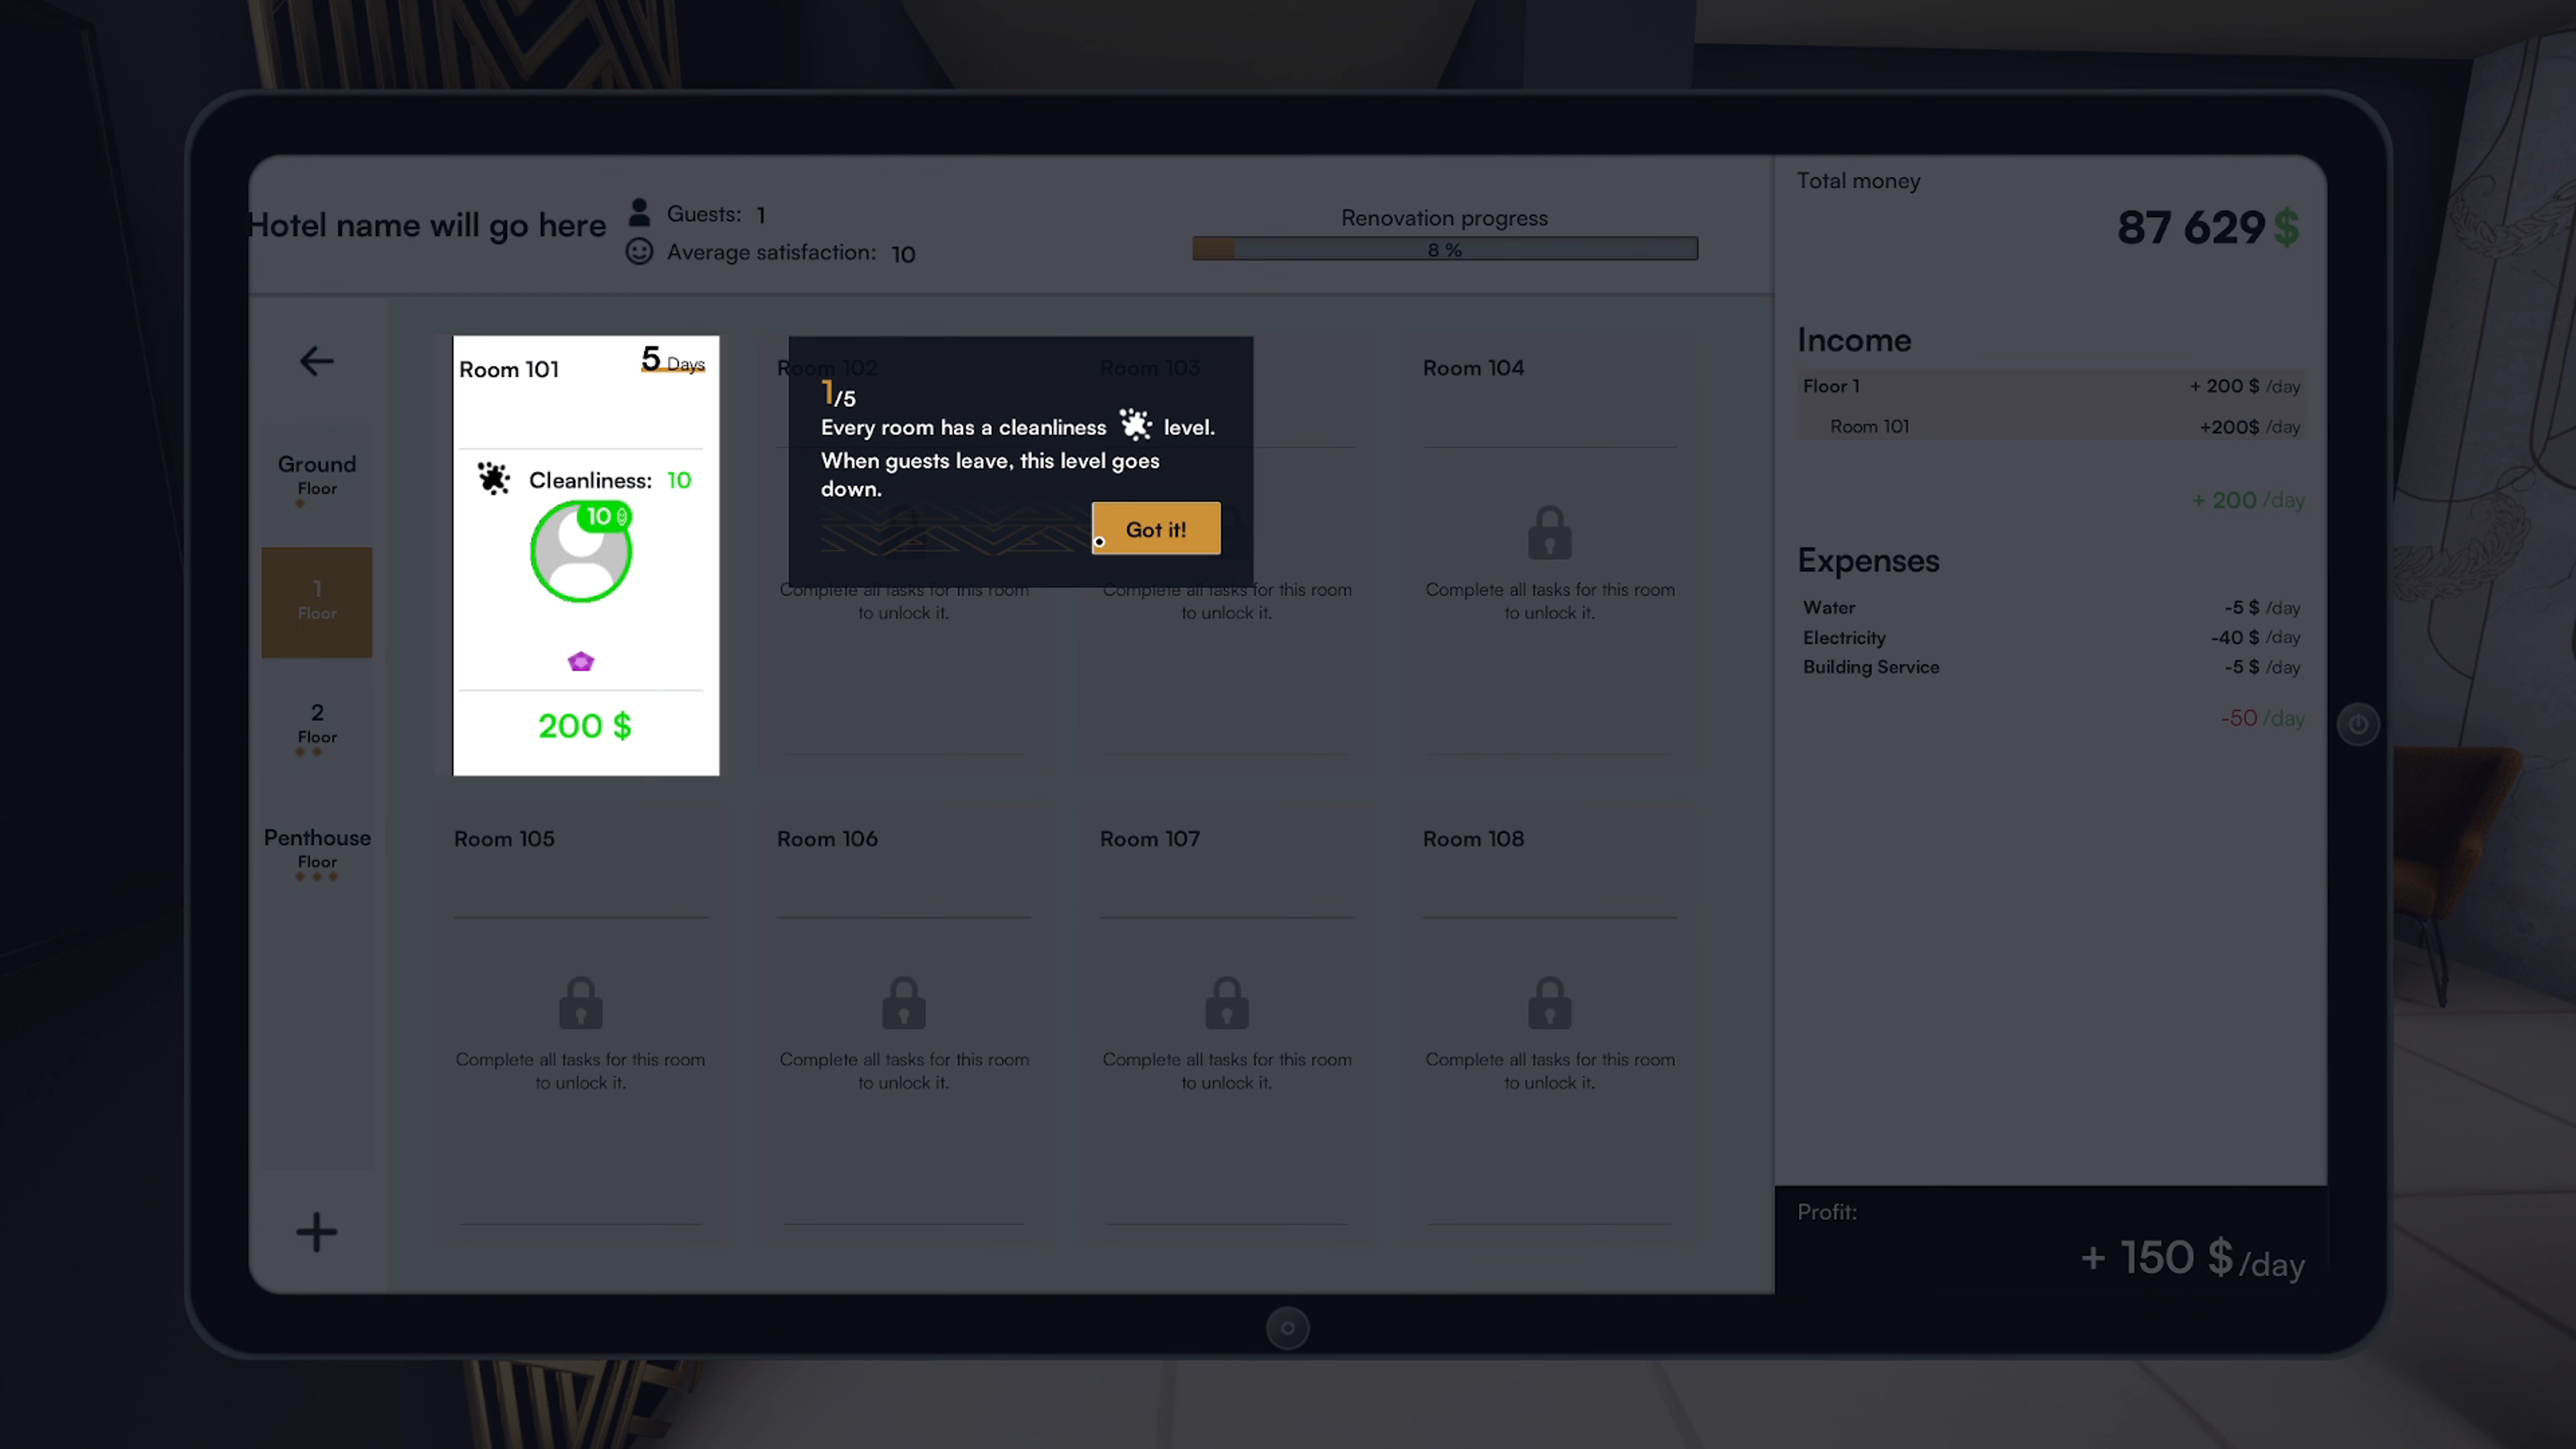 Hotel name will go here
Guests: 1
Average satisfaction: 10
Renovation progress
8 %
Total money
87 629 $
Ground
Floor
1
Floor
2
Floor
Penthouse
Floor
Room 101
5 Days
Cleanliness: 10
10
200 $
Room 102
Complete all tasks for this room
to unlock it.
Room 103
Complete all tasks for this room
to unlock it.
1/5
Every room has a cleanliness level.
When guests leave, this level goes
down.
Got it!
Room 104
Complete all tasks for this room
to unlock it.
Room 105
Complete all tasks for this room
to unlock it.
Room 106
Complete all tasks for this room
to unlock it.
Room 107
Complete all tasks for this room
to unlock it.
Room 108
Complete all tasks for this room
to unlock it.
Income
Floor 1 + 200 $ /day
Room 101 +200$ /day
+ 200 /day
Expenses
Water -5 $ /day
Electricity -40 $ /day
Building Service -5 $ /day
-50 /day
Profit:
+ 150 $/day